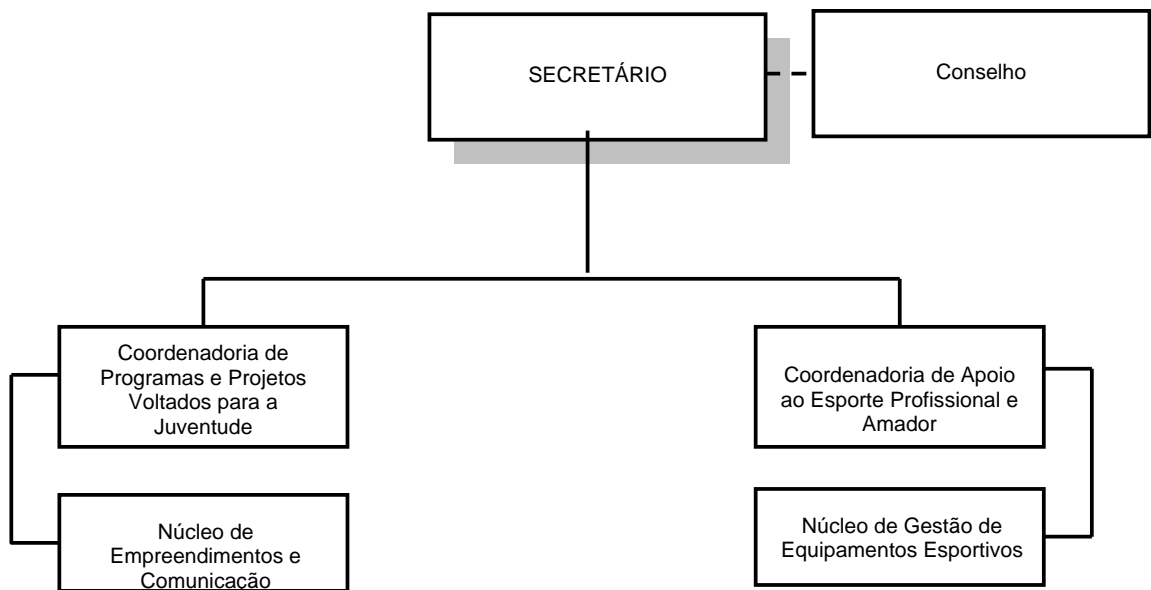 SECRETÁRIO
Conselho
Coordenadoria de
Programas e Projetos
Voltados para a
Juventude
Coordenadoria de Apoio
ao Esporte Profissional e
Amador
Núcleo de
Empreendimentos e
Comunicação
Núcleo de Gestão de
Equipamentos Esportivos